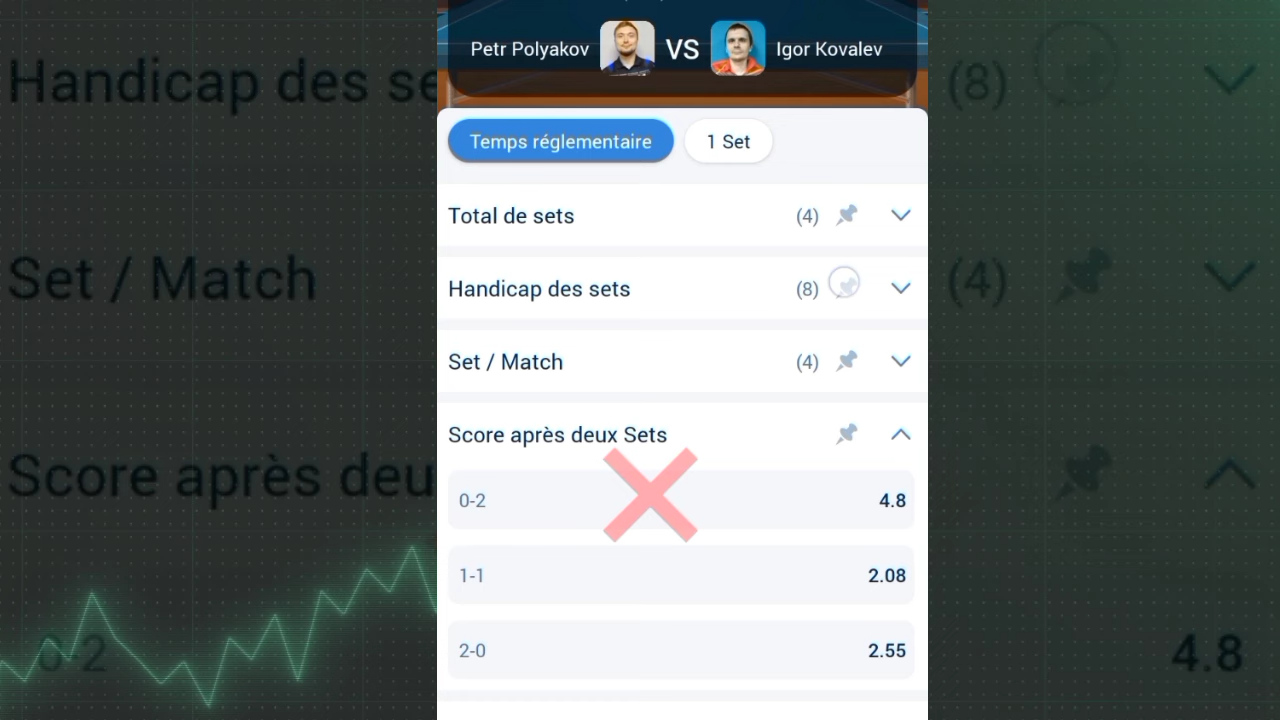 Petr Polyakov VS Igor Kovalev
Temps réglementaire 1 Set
Total de sets (4)
Handicap des sets (8)
Set / Match (4)
Score après deux Sets
0-2 4.8
1-1 2.08
2-0 2.55
Handicap des se (8)
Set / Match (4)
Score après deu
0-2 4.8